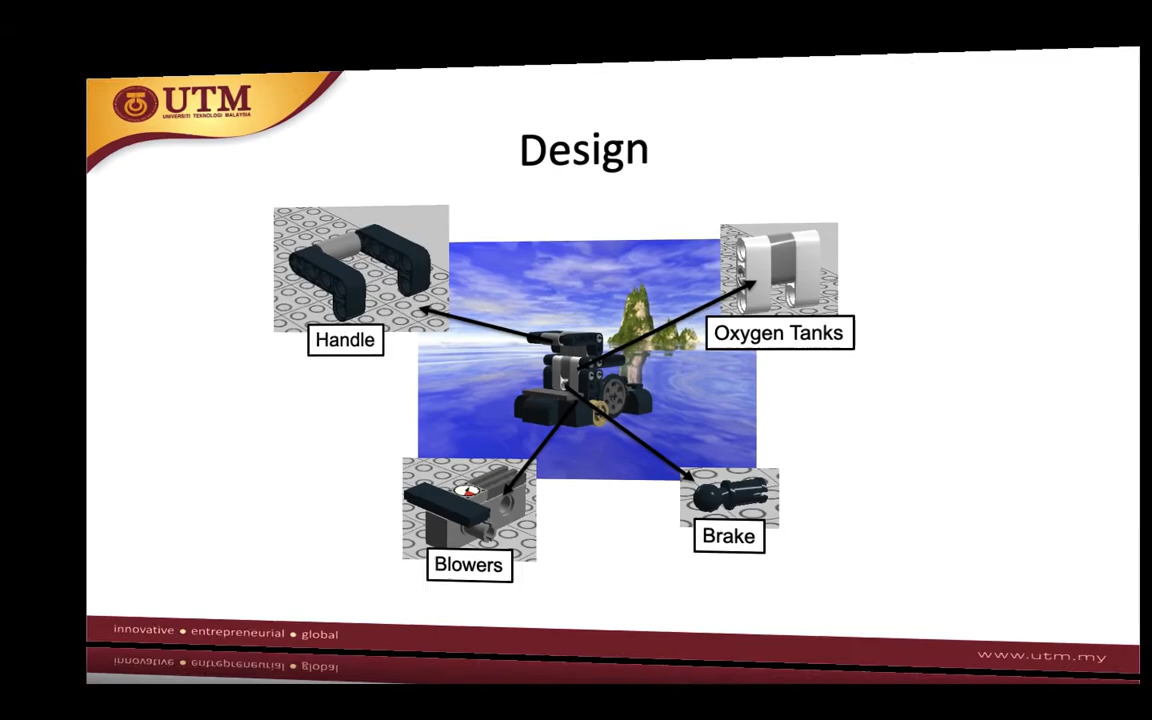 UTM
UNIVERSITI TEKNOLOGI MALAYSIA
Design
Handle
Oxygen Tanks
Blowers
Brake
innovative ● entrepreneurial ● global
www.utm.my